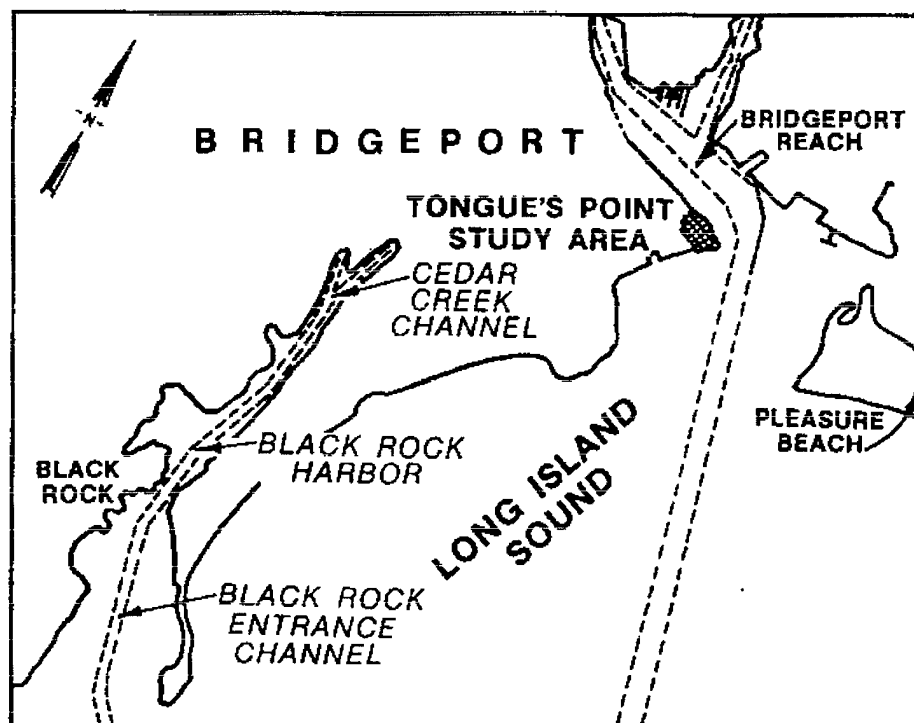 N
BRIDGEPORT
BRIDGEPORT
REACH
TONGUE'S POINT
STUDY AREA
CEDAR
CREEK
CHANNEL
PLEASURE
BEACH
BLACK ROCK
HARBOR
BLACK
ROCK
LONG ISLAND
SOUND
BLACK ROCK
ENTRANCE
CHANNEL